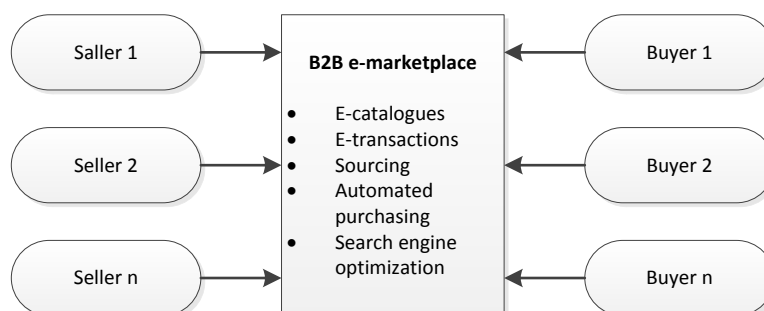 Saller 1
B2B e-marketplace
Buyer 1
• E-catalogues
• E-transactions
Seller 2
• Sourcing
Buyer 2
• Automated
purchasing
• Search engine
optimization
Seller n
Buyer n